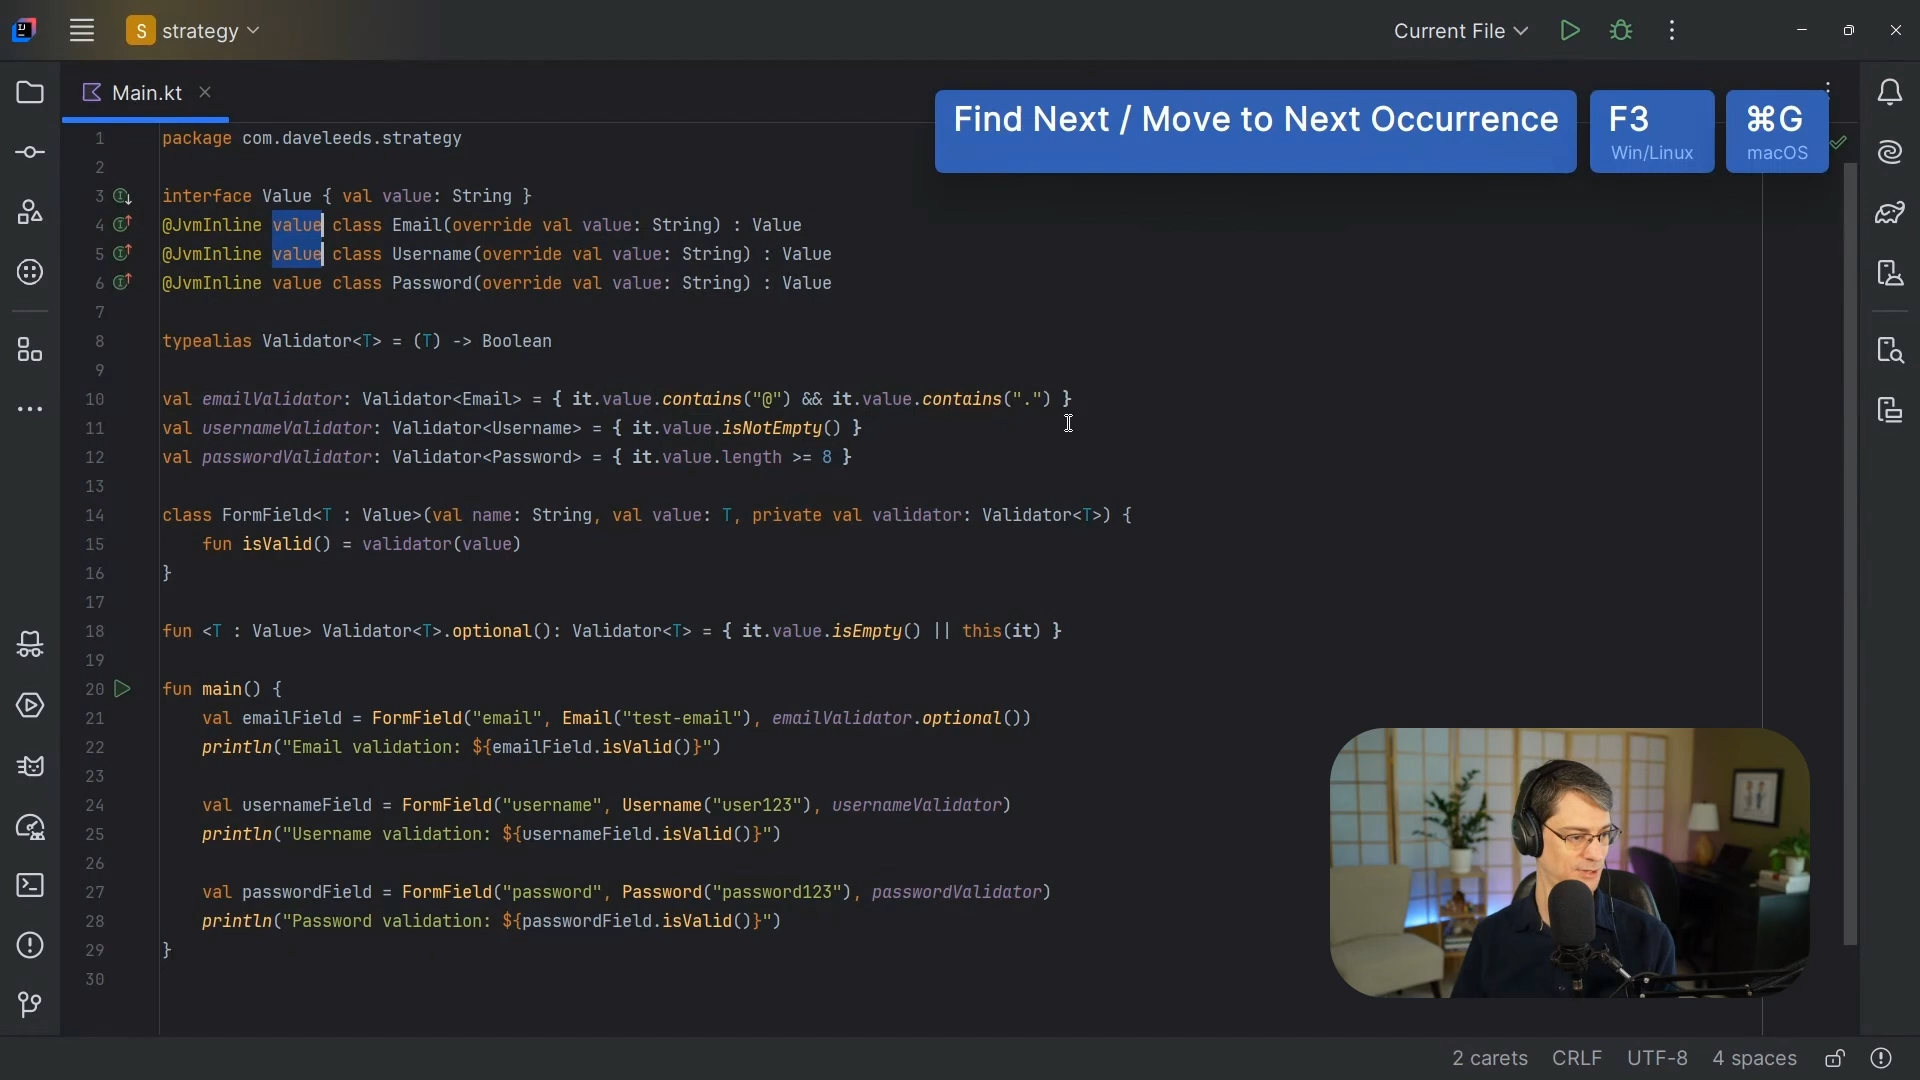 S strategy
Current File
Main.kt
Find Next / Move to Next Occurrence
F3
Win/Linux
⌘G
macOS
1 package com.daveleeds.strategy
2
3 interface Value { val value: String }
4 @JvmInline value class Email(override val value: String) : Value
5 @JvmInline value class Username(override val value: String) : Value
6 @JvmInline value class Password(override val value: String) : Value
7
8 typealias Validator<T> = (T) -> Boolean
9
10 val emailValidator: Validator<Email> = { it.value.contains("@") && it.value.contains(".") }
11 val usernameValidator: Validator<Username> = { it.value.isNotEmpty() }
12 val passwordValidator: Validator<Password> = { it.value.length >= 8 }
13
14 class FormField<T : Value>(val name: String, val value: T, private val validator: Validator<T>) {
15     fun isValid() = validator(value)
16 }
17
18 fun <T : Value> Validator<T>.optional(): Validator<T> = { it.value.isEmpty() || this(it) }
19
20 fun main() {
21     val emailField = FormField("email", Email("test-email"), emailValidator.optional())
22     println("Email validation: ${emailField.isValid()}")
23
24     val usernameField = FormField("username", Username("user123"), usernameValidator)
25     println("Username validation: ${usernameField.isValid()}")
26
27     val passwordField = FormField("password", Password("password123"), passwordValidator)
28     println("Password validation: ${passwordField.isValid()}")
29 }
30
2 carets CRLF UTF-8 4 spaces